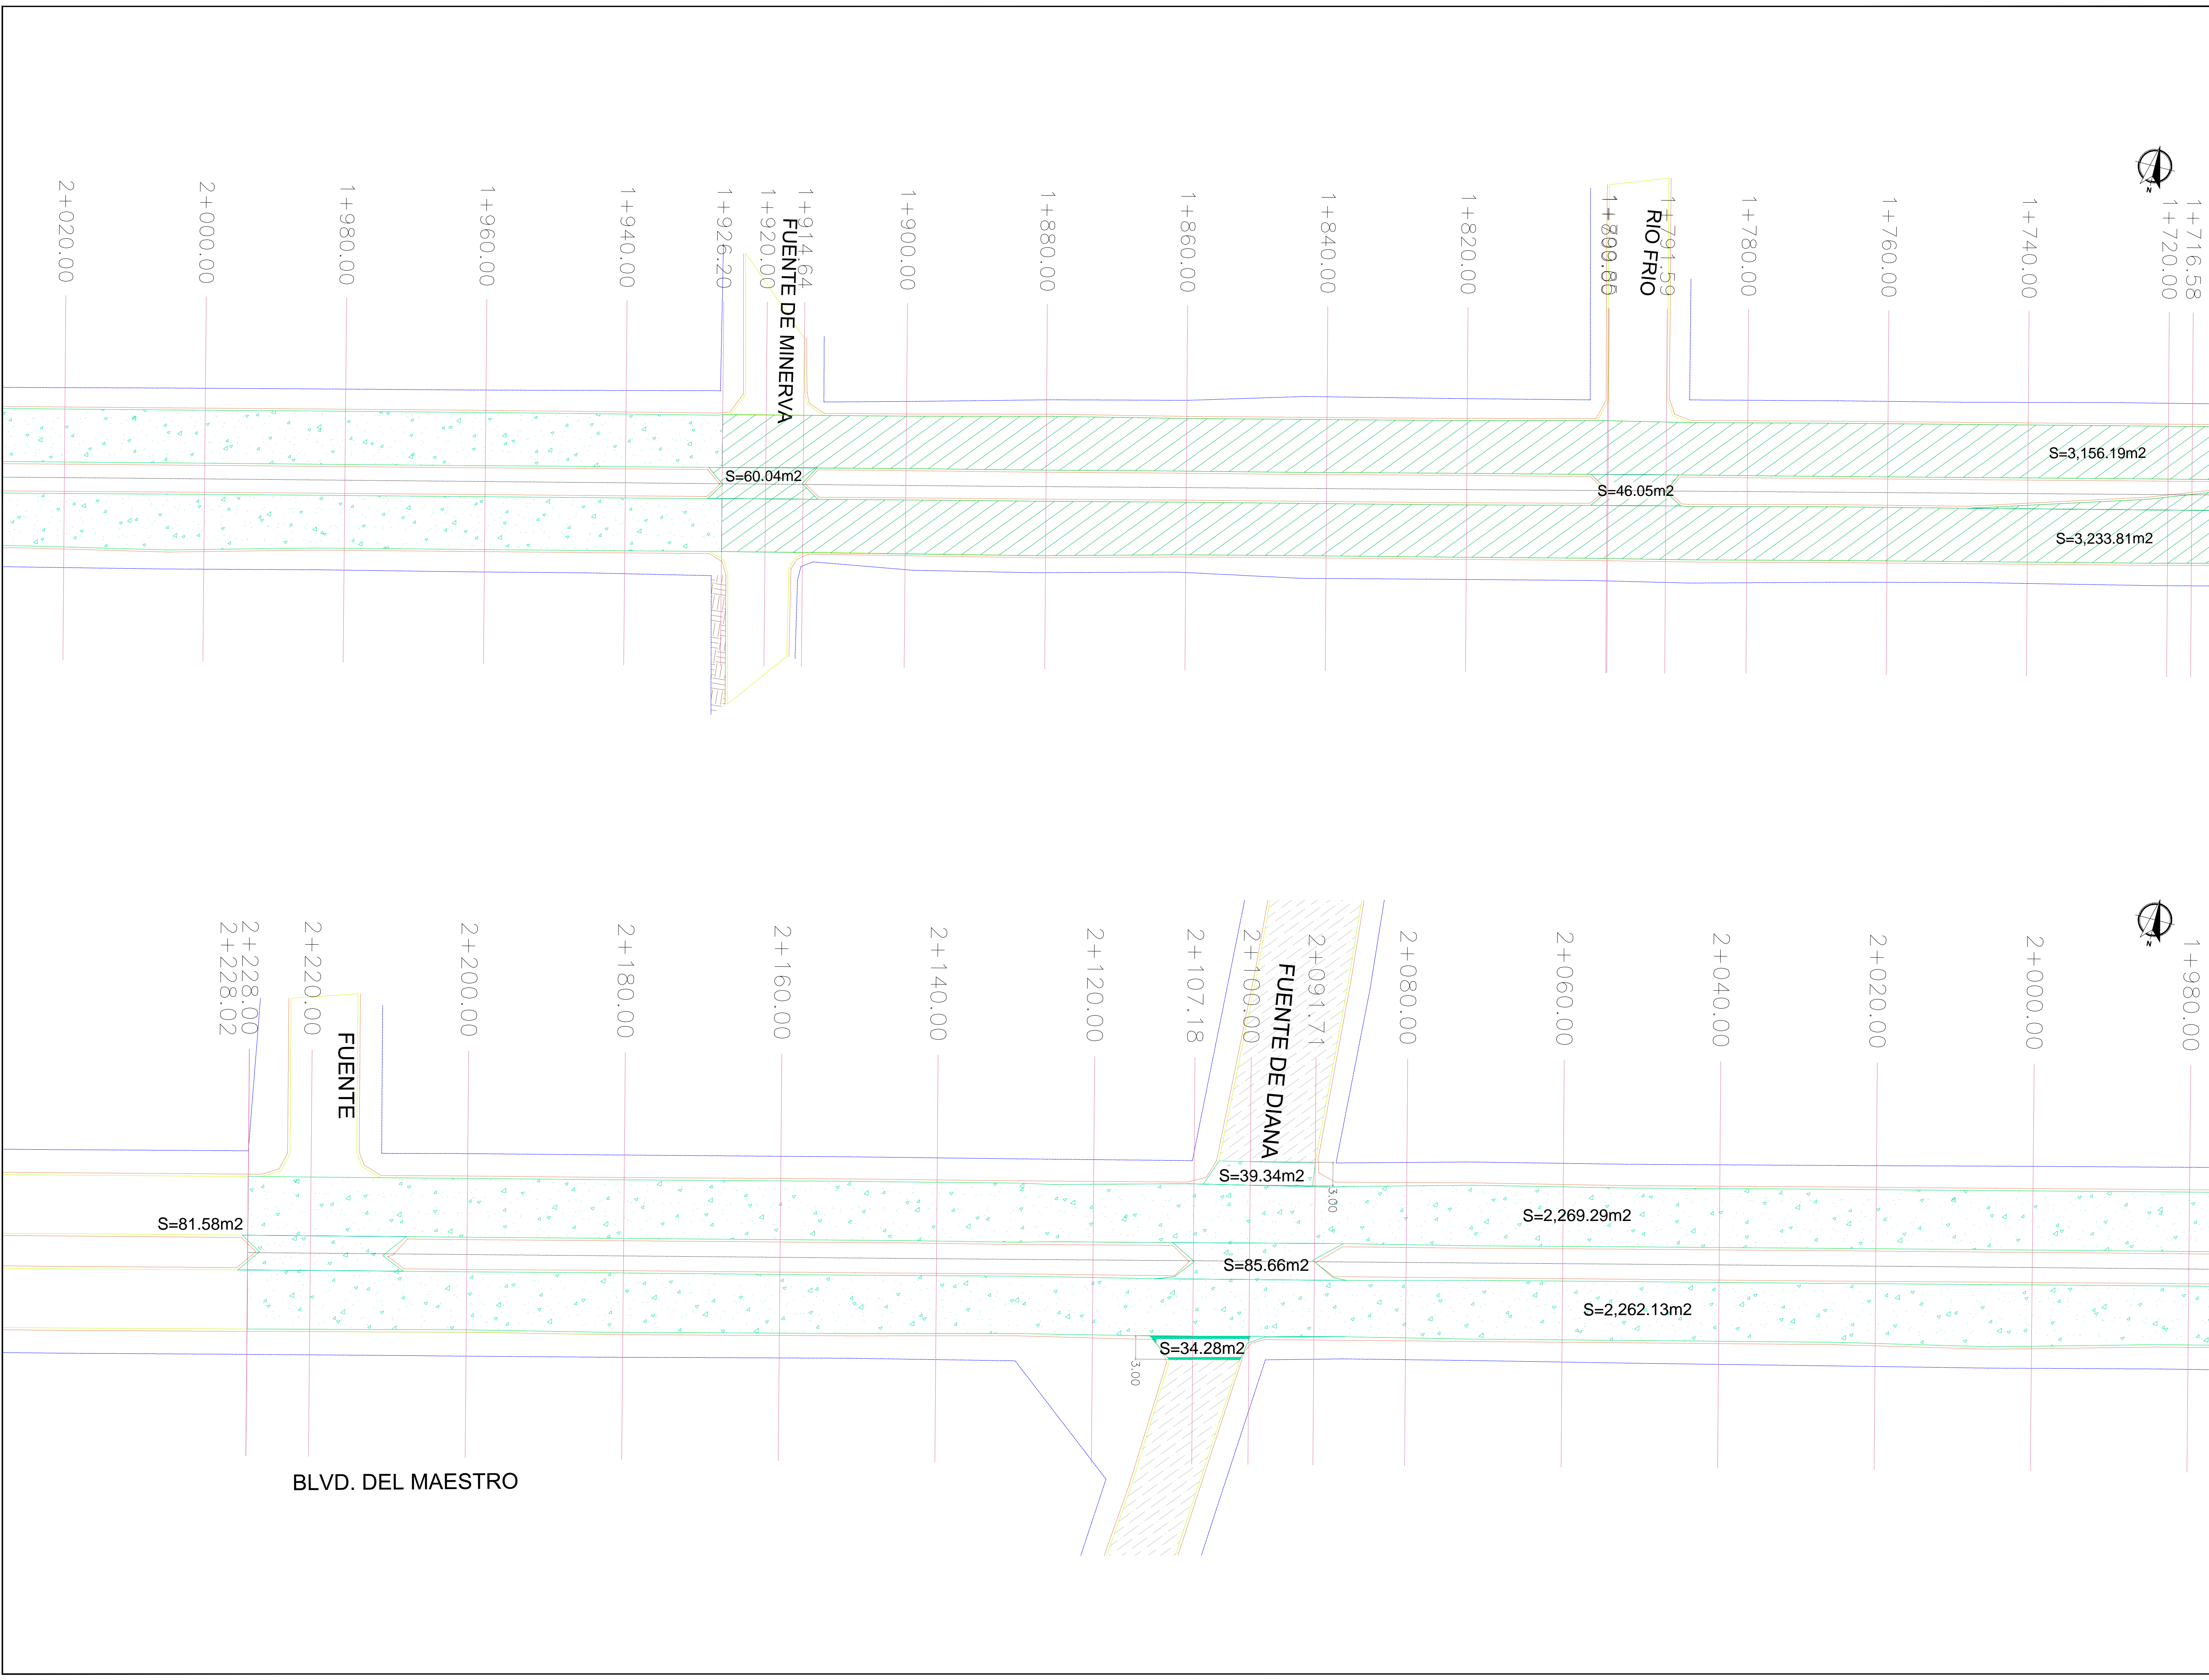 2+020.00
2+000.00
1+980.00
1+960.00
1+940.00
1+926.20
1+920.00
1+914.64
FUENTE DE MINERVA
1+900.00
1+880.00
1+860.00
1+840.00
1+820.00
RIO FRIO
1+791.59
1+780.00
1+760.00
1+740.00
1+720.00
1+716.58
N
S=3,156.19m2
S=60.04m2
S=46.05m2
S=3,233.81m2
2+228.02
2+228.00
2+220.00
FUENTE
2+200.00
2+180.00
2+160.00
2+140.00
2+120.00
2+107.18
2+100.00
FUENTE DE DIANA
2+091.71
2+080.00
2+060.00
2+040.00
2+020.00
2+000.00
1+980.00
N
S=39.34m2
3.00
S=81.58m2
S=2,269.29m2
S=85.66m2
S=2,262.13m2
S=34.28m2
3.00
BLVD. DEL MAESTRO